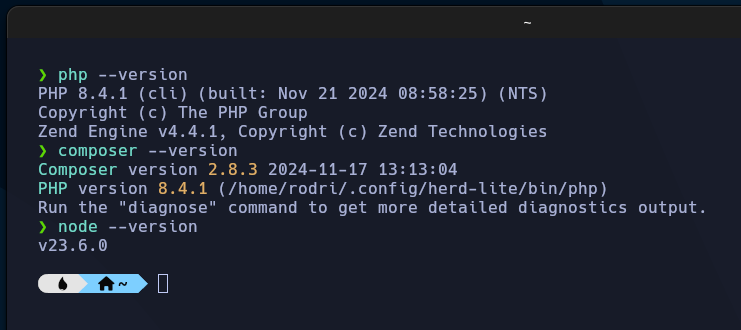 ~
❯ php --version
PHP 8.4.1 (cli) (built: Nov 21 2024 08:58:25) (NTS)
Copyright (c) The PHP Group
Zend Engine v4.4.1, Copyright (c) Zend Technologies
❯ composer --version
Composer version 2.8.3 2024-11-17 13:13:04
PHP version 8.4.1 (/home/rodri/.config/herd-lite/bin/php)
Run the "diagnose" command to get more detailed diagnostics output.
❯ node --version
v23.6.0
~